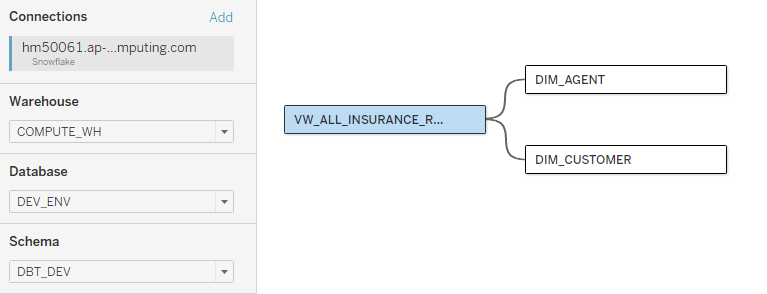 Connections Add
hm50061.ap-...mputing.com
Snowflake
Warehouse
COMPUTE_WH
Database
DEV_ENV
Schema
DBT_DEV
VW_ALL_INSURANCE_R...
DIM_AGENT
DIM_CUSTOMER